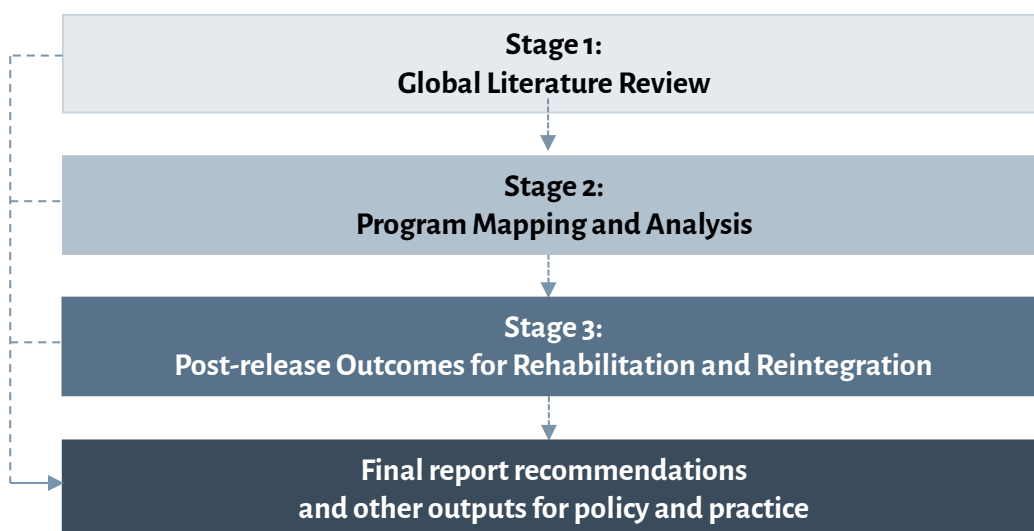 Stage 1:
Global Literature Review
Stage 2:
Program Mapping and Analysis
Stage 3:
Post-release Outcomes for Rehabilitation and Reintegration
Final report recommendations
and other outputs for policy and practice